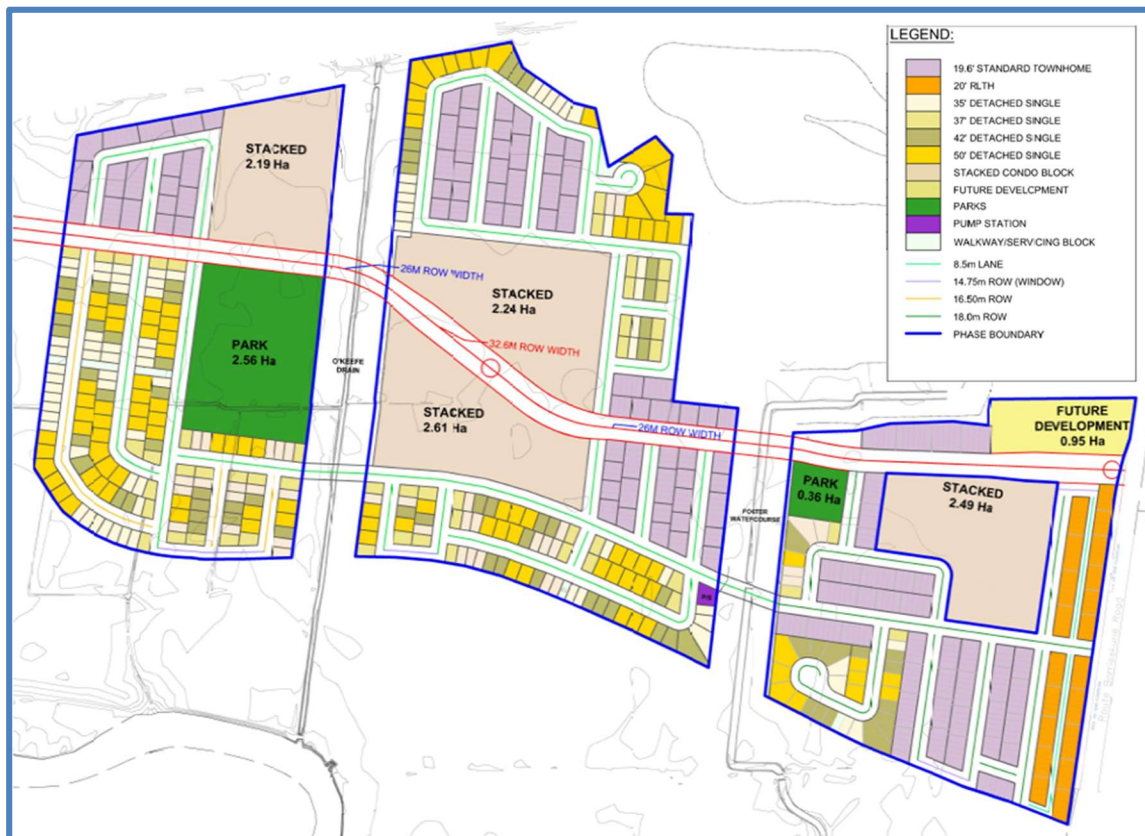 LEGEND:
19.6' STANDARD TOWNHOME
20' RLTH
35' DETACHED SINGLE
37' DETACHED SINGLE
42' DETACHED SINGLE
50' DETACHED SINGLE
STACKED CONDO BLOCK
FUTURE DEVELOPMENT
PARKS
PUMP STATION
WALKWAY/SERVICING BLOCK
8.5m LANE
14.75m ROW (WINDOW)
16.50m ROW
18.0m ROW
PHASE BOUNDARY
STACKED
2.19 Ha
26M ROW WIDTH
STACKED
2.24 Ha
PARK
2.56 Ha
32.6M ROW WIDTH
O'KEEFE
DRAIN
STACKED
2.61 Ha
26M ROW WIDTH
FUTURE
DEVELOPMENT
0.95 Ha
PARK
0.36 Ha
STACKED
2.49 Ha
FOSTER
WATERCOURSE
P/S